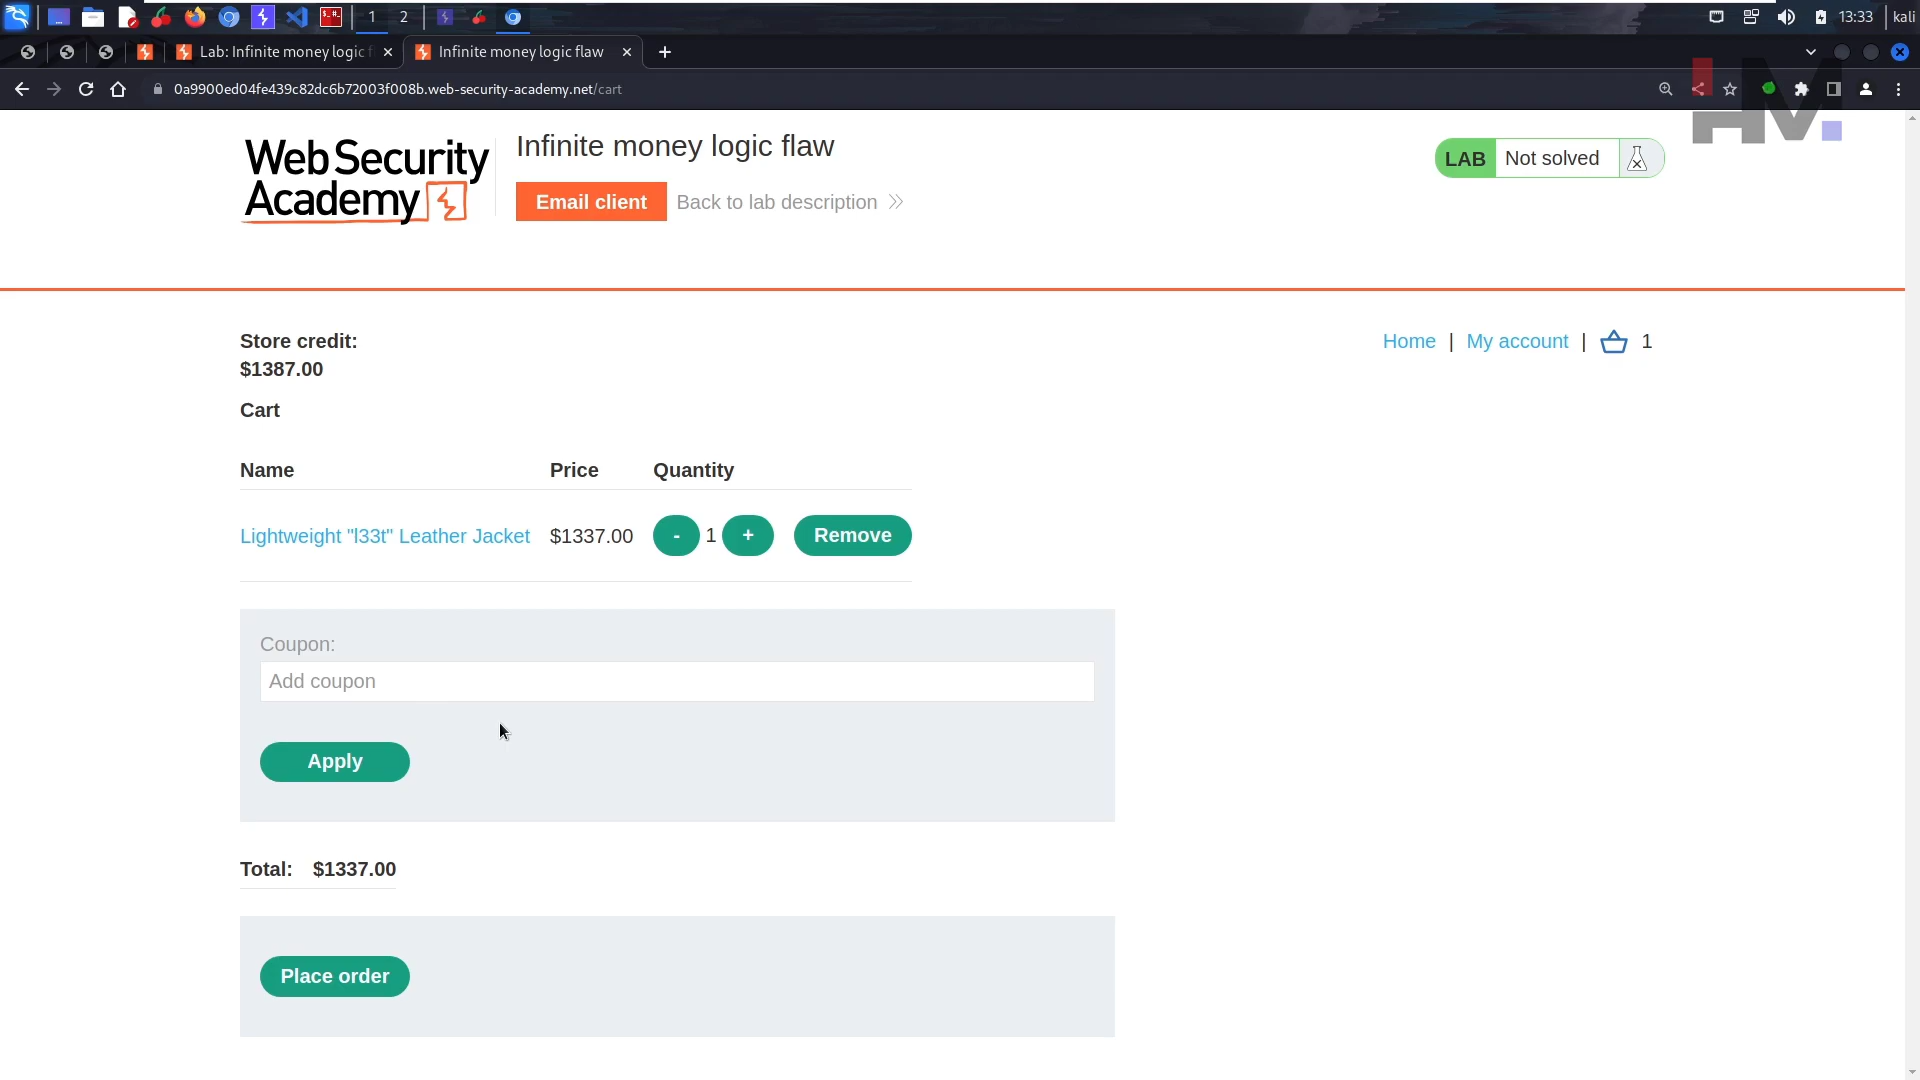 1 2 13:33 kali
Lab: Infinite money logic f Infinite money logic flaw
0a9900ed04fe439c82dc6b72003f008b.web-security-academy.net/cart
HM
Web Security
Academy
Infinite money logic flaw
Email client Back to lab description
LAB Not solved
Store credit:
$1387.00
Home | My account | 1
Cart
Name Price Quantity
Lightweight "l33t" Leather Jacket $1337.00 - 1 + Remove
Coupon:
Add coupon
Apply
Total: $1337.00
Place order